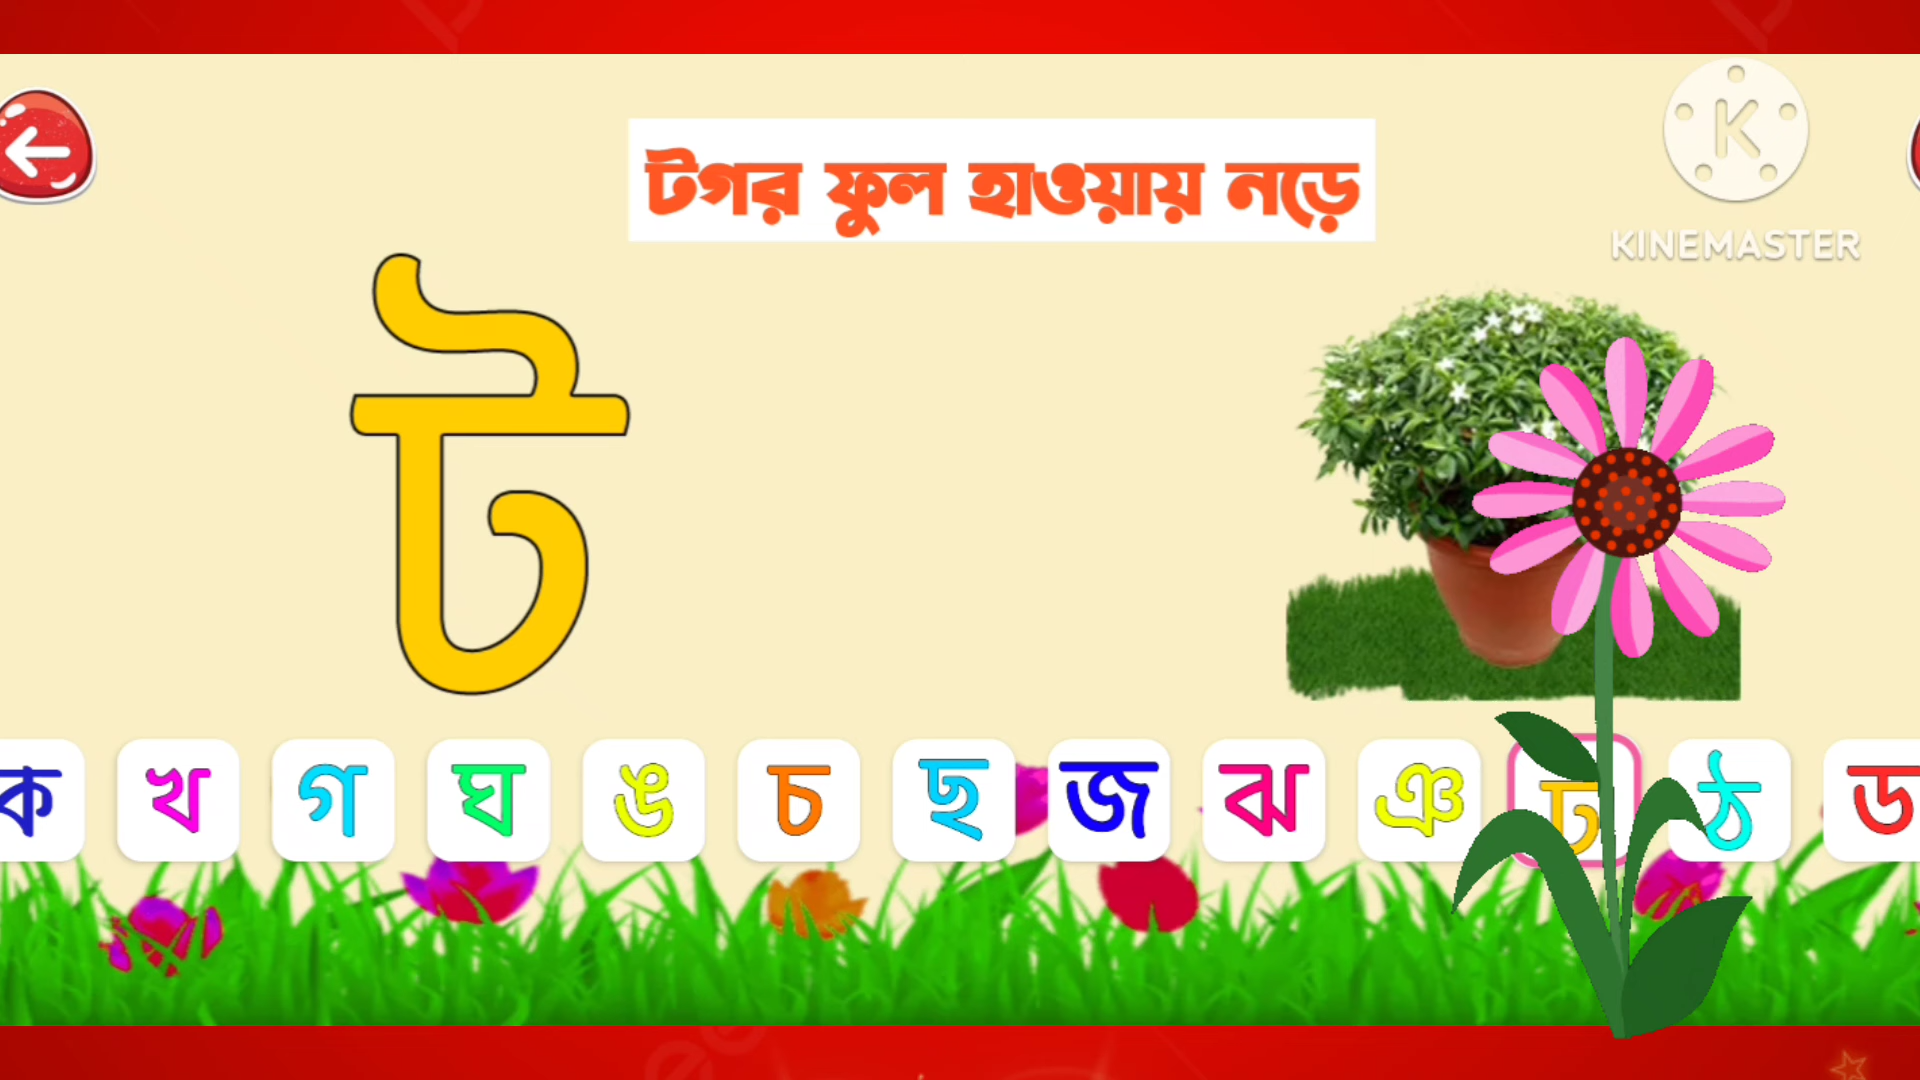 টগর ফুল হাওয়ায় নড়ে
K
KINEMASTER
ট
ক খ গ ঘ ঙ চ ছ জ ঝ ঞ ট ঠ ড